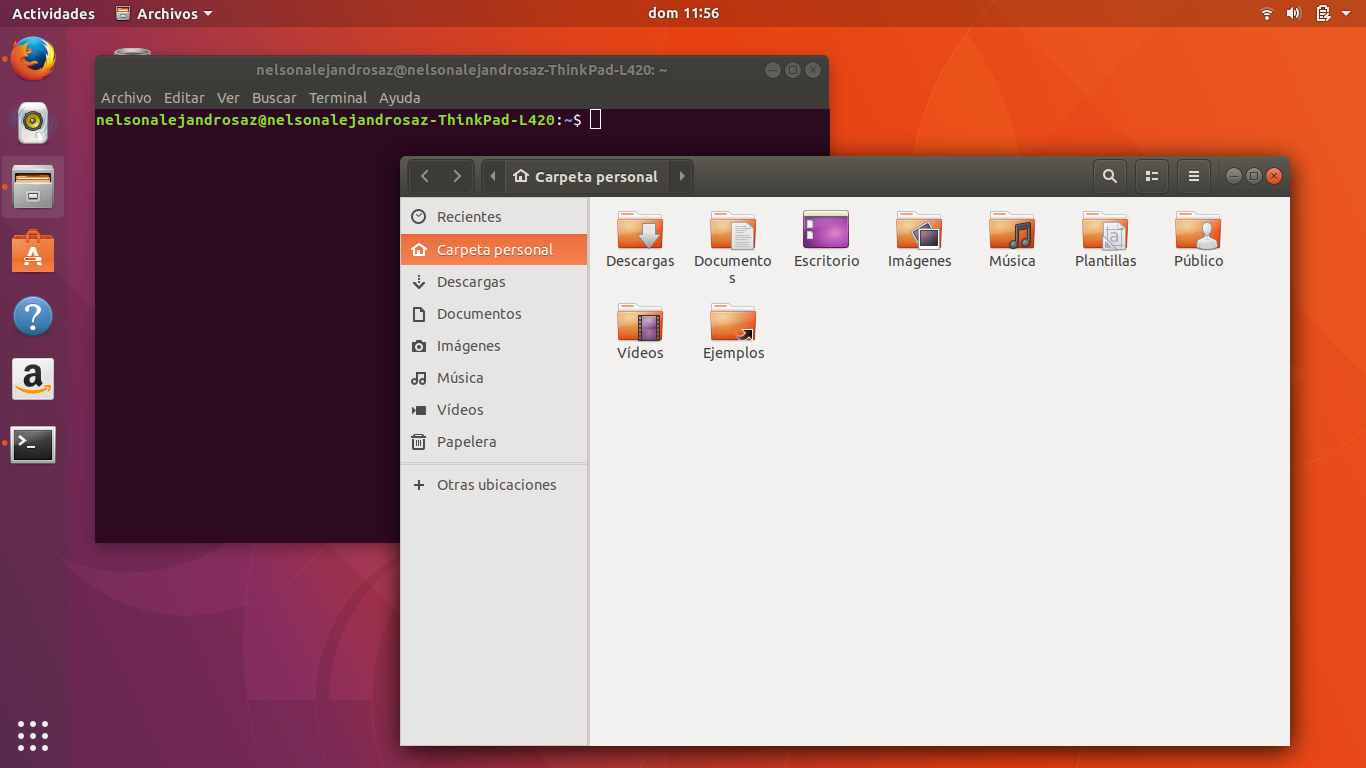 Actividades Archivos dom 11:56
nelsonalejandrosaz@nelsonalejandrosaz-ThinkPad-L420: ~
Archivo Editar Ver Buscar Terminal Ayuda
nelsonalejandrosaz@nelsonalejandrosaz-ThinkPad-L420:~$
Carpeta personal
Recientes
Carpeta personal
Descargas
Documentos
Imágenes
Música
Vídeos
Papelera
Otras ubicaciones
Descargas Documento Escritorio Imágenes Música Plantillas Público
s
Vídeos Ejemplos